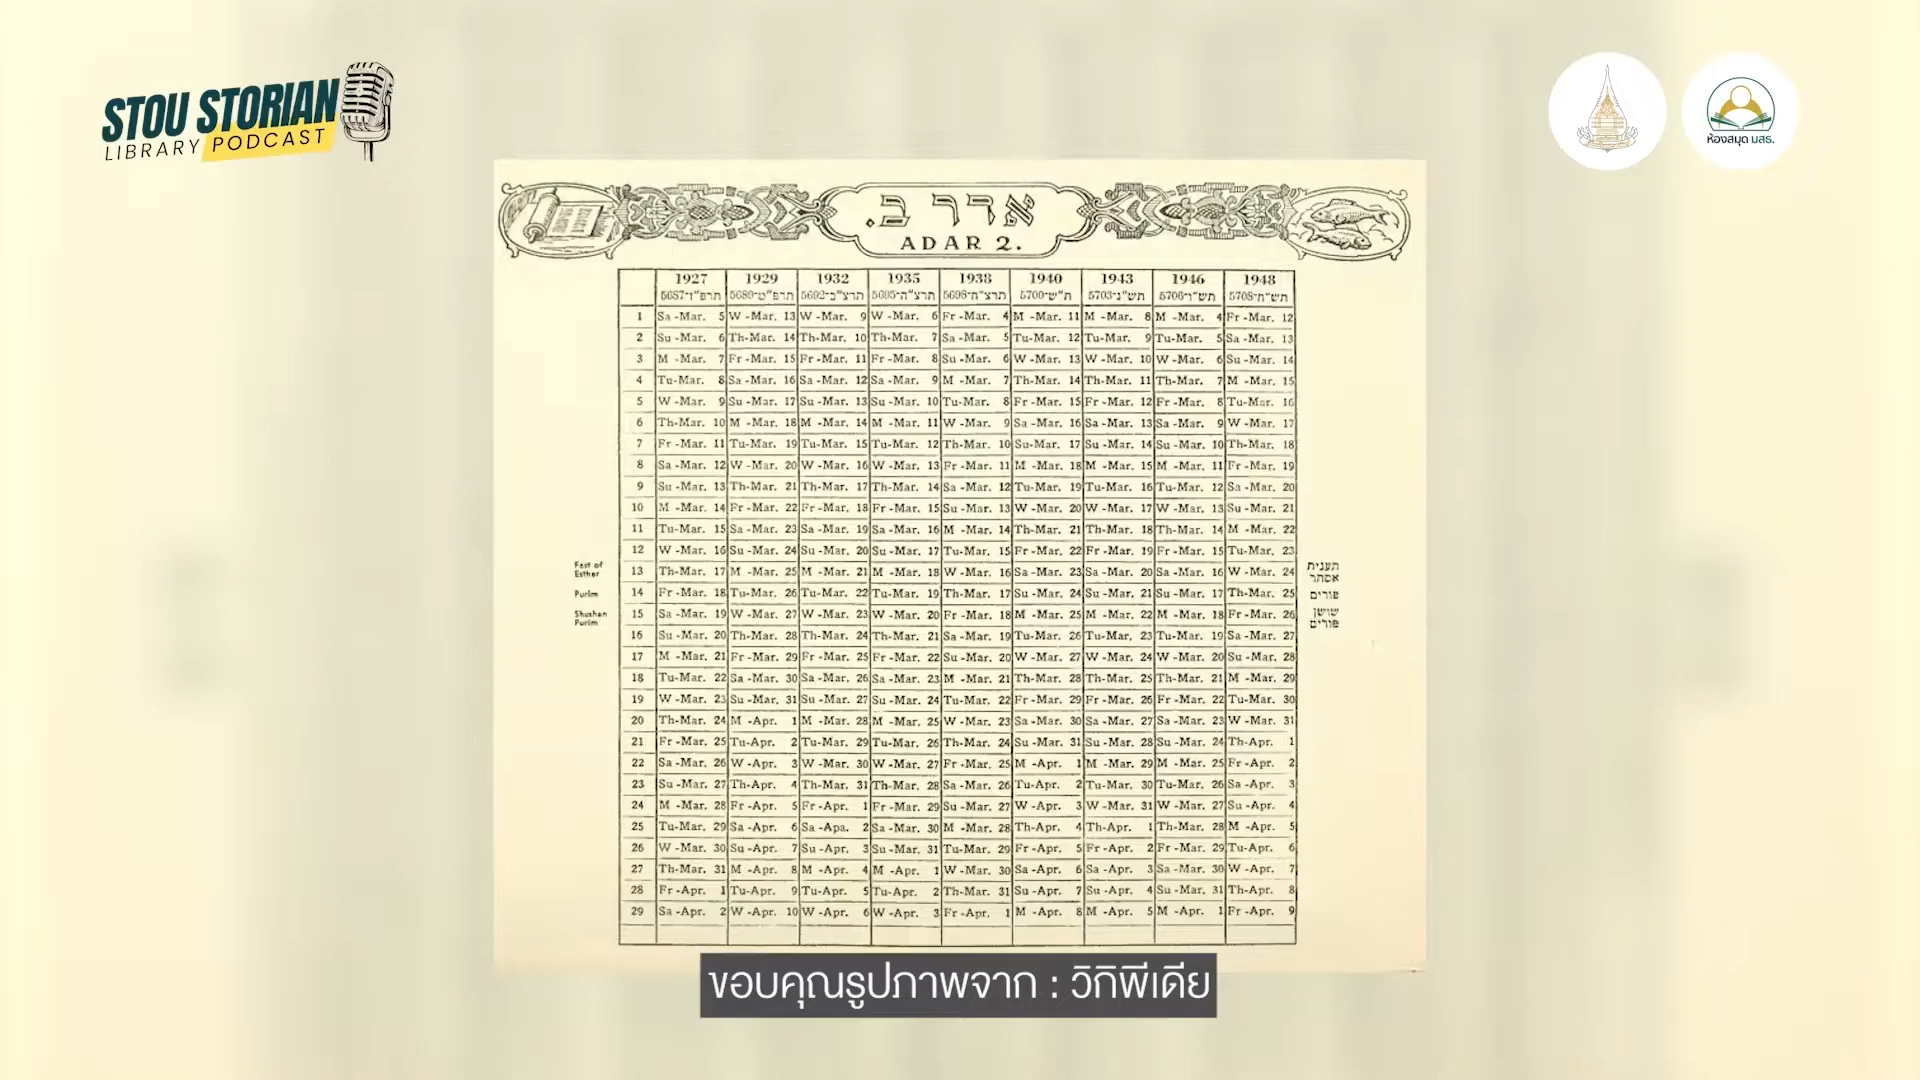 STOU STORIAN
LIBRARY PODCAST
ห้องสมุด มสธ.
אדר ב.
ADAR 2.
1927 1929 1932 1935 1938 1940 1943 1946 1948
5687-תרפ"ז 5689-תרפ"ט 5692-תרצ"ב 5695-תרצ"ה 5698-תרצ"ח 5700-ת"ש 5703-תש"ג 5706-תש"ו 5708-תש"ח
1 Sa-Mar. 5 W-Mar. 13 W-Mar. 9 W-Mar. 6 Fr-Mar. 4 M-Mar. 11 M-Mar. 8 M-Mar. 4 Fr-Mar. 12
2 Su-Mar. 6 Th-Mar. 14 Th-Mar. 10 Th-Mar. 7 Sa-Mar. 5 Tu-Mar. 12 Tu-Mar. 9 Tu-Mar. 5 Sa-Mar. 13
3 M-Mar. 7 Fr-Mar. 15 Fr-Mar. 11 Fr-Mar. 8 Su-Mar. 6 W-Mar. 13 W-Mar. 10 W-Mar. 6 Su-Mar. 14
4 Tu-Mar. 8 Sa-Mar. 16 Sa-Mar. 12 Sa-Mar. 9 M-Mar. 7 Th-Mar. 14 Th-Mar. 11 Th-Mar. 7 M-Mar. 15
5 W-Mar. 9 Su-Mar. 17 Su-Mar. 13 Su-Mar. 10 Tu-Mar. 8 Fr-Mar. 15 Fr-Mar. 12 Fr-Mar. 8 Tu-Mar. 16
6 Th-Mar. 10 M-Mar. 18 M-Mar. 14 M-Mar. 11 W-Mar. 9 Sa-Mar. 16 Sa-Mar. 13 Sa-Mar. 9 W-Mar. 17
7 Fr-Mar. 11 Tu-Mar. 19 Tu-Mar. 15 Tu-Mar. 12 Th-Mar. 10 Su-Mar. 17 Su-Mar. 14 Su-Mar. 10 Th-Mar. 18
8 Sa-Mar. 12 W-Mar. 20 W-Mar. 16 W-Mar. 13 Fr-Mar. 11 M-Mar. 18 M-Mar. 15 M-Mar. 11 Fr-Mar. 19
9 Su-Mar. 13 Th-Mar. 21 Th-Mar. 17 Th-Mar. 14 Sa-Mar. 12 Tu-Mar. 19 Tu-Mar. 16 Tu-Mar. 12 Sa-Mar. 20
10 M-Mar. 14 Fr-Mar. 22 Fr-Mar. 18 Fr-Mar. 15 Su-Mar. 13 W-Mar. 20 W-Mar. 17 W-Mar. 13 Su-Mar. 21
11 Tu-Mar. 15 Sa-Mar. 23 Sa-Mar. 19 Sa-Mar. 16 M-Mar. 14 Th-Mar. 21 Th-Mar. 18 Th-Mar. 14 M-Mar. 22
12 W-Mar. 16 Su-Mar. 24 Su-Mar. 20 Su-Mar. 17 Tu-Mar. 15 Fr-Mar. 22 Fr-Mar. 19 Fr-Mar. 15 Tu-Mar. 23
Fast of Esther 13 Th-Mar. 17 M-Mar. 25 M-Mar. 21 M-Mar. 18 W-Mar. 16 Sa-Mar. 23 Sa-Mar. 20 Sa-Mar. 16 W-Mar. 24 תענית אסתר
Purim 14 Fr-Mar. 18 Tu-Mar. 26 Tu-Mar. 22 Tu-Mar. 19 Th-Mar. 17 Su-Mar. 24 Su-Mar. 21 Su-Mar. 17 Th-Mar. 25 פורים
Shushan Purim 15 Sa-Mar. 19 W-Mar. 27 W-Mar. 23 W-Mar. 20 Fr-Mar. 18 M-Mar. 25 M-Mar. 22 M-Mar. 18 Fr-Mar. 26 שושן פורים
16 Su-Mar. 20 Th-Mar. 28 Th-Mar. 24 Th-Mar. 21 Sa-Mar. 19 Tu-Mar. 26 Tu-Mar. 23 Tu-Mar. 19 Sa-Mar. 27
17 M-Mar. 21 Fr-Mar. 29 Fr-Mar. 25 Fr-Mar. 22 Su-Mar. 20 W-Mar. 27 W-Mar. 24 W-Mar. 20 Su-Mar. 28
18 Tu-Mar. 22 Sa-Mar. 30 Sa-Mar. 26 Sa-Mar. 23 M-Mar. 21 Th-Mar. 28 Th-Mar. 25 Th-Mar. 21 M-Mar. 29
19 W-Mar. 23 Su-Mar. 31 Su-Mar. 27 Su-Mar. 24 Tu-Mar. 22 Fr-Mar. 29 Fr-Mar. 26 Fr-Mar. 22 Tu-Mar. 30
20 Th-Mar. 24 M-Apr. 1 M-Mar. 28 M-Mar. 25 W-Mar. 23 Sa-Mar. 30 Sa-Mar. 27 Sa-Mar. 23 W-Mar. 31
21 Fr-Mar. 25 Tu-Apr. 2 Tu-Mar. 29 Tu-Mar. 26 Th-Mar. 24 Su-Mar. 31 Su-Mar. 28 Su-Mar. 24 Th-Apr. 1
22 Sa-Mar. 26 W-Apr. 3 W-Mar. 30 W-Mar. 27 Fr-Mar. 25 M-Apr. 1 M-Mar. 29 M-Mar. 25 Fr-Apr. 2
23 Su-Mar. 27 Th-Apr. 4 Th-Mar. 31 Th-Mar. 28 Sa-Mar. 26 Tu-Apr. 2 Tu-Mar. 30 Tu-Mar. 26 Sa-Apr. 3
24 M-Mar. 28 Fr-Apr. 5 Fr-Apr. 1 Fr-Mar. 29 Su-Mar. 27 W-Apr. 3 W-Mar. 31 W-Mar. 27 Su-Apr. 4
25 Tu-Mar. 29 Sa-Apr. 6 Sa-Apa. 2 Sa-Mar. 30 M-Mar. 28 Th-Apr. 4 Th-Apr. 1 Th-Mar. 28 M-Apr. 5
26 W-Mar. 30 Su-Apr. 7 Su-Apr. 3 Su-Mar. 31 Tu-Mar. 29 Fr-Apr. 5 Fr-Apr. 2 Fr-Mar. 29 Tu-Apr. 6
27 Th-Mar. 31 M-Apr. 8 M-Apr. 4 M-Apr. 1 W-Mar. 30 Sa-Apr. 6 Sa-Apr. 3 Sa-Mar. 30 W-Apr. 7
28 Fr-Apr. 1 Tu-Apr. 9 Tu-Apr. 5 Tu-Apr. 2 Th-Mar. 31 Su-Apr. 7 Su-Apr. 4 Su-Mar. 31 Th-Apr. 8
29 Sa-Apr. 2 W-Apr. 10 W-Apr. 6 W-Apr. 3 Fr-Apr. 1 M-Apr. 8 M-Apr. 5 M-Apr. 1 Fr-Apr. 9
ขอบคุณรูปภาพจาก : วิกิพีเดีย